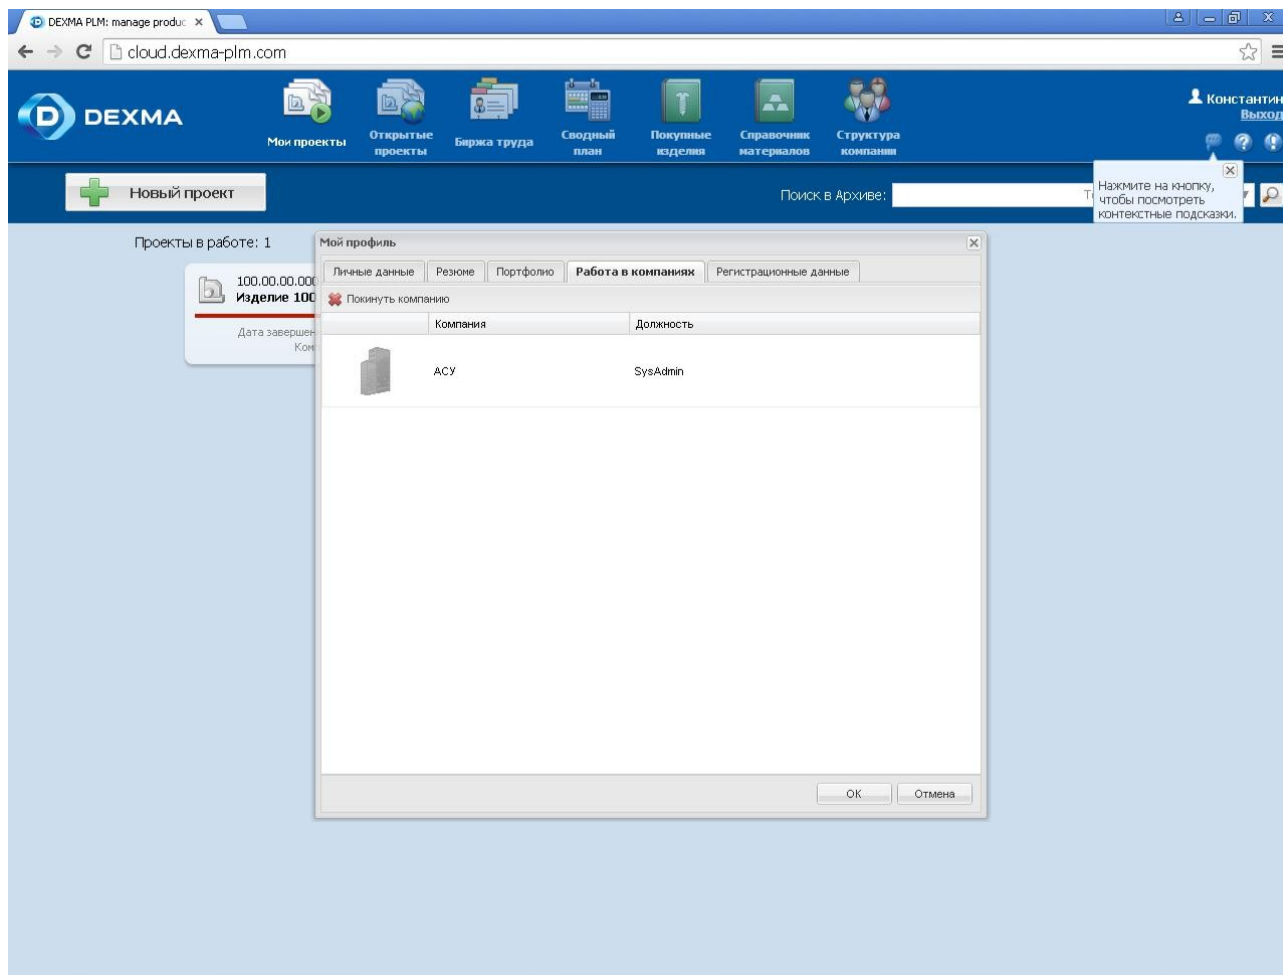 DEXMA PLM: manage produc
cloud.dexma-plm.com
DEXMA
Мои проекты
Открытые
проекты
Биржа труда
Сводный
план
Покупные
изделия
Справочник
материалов
Структура
компании
Константин
Выход
Новый проект
Поиск в Архиве:
Нажмите на кнопку,
чтобы посмотреть
контекстные подсказки.
Проекты в работе: 1
100.00.00.000
Изделие 100
Дата завершен
Ком
Мой профиль
Личные данные
Резюме
Портфолио
Работа в компаниях
Регистрационные данные
Покинуть компанию
Компания
Должность
АСУ
SysAdmin
ОК
Отмена